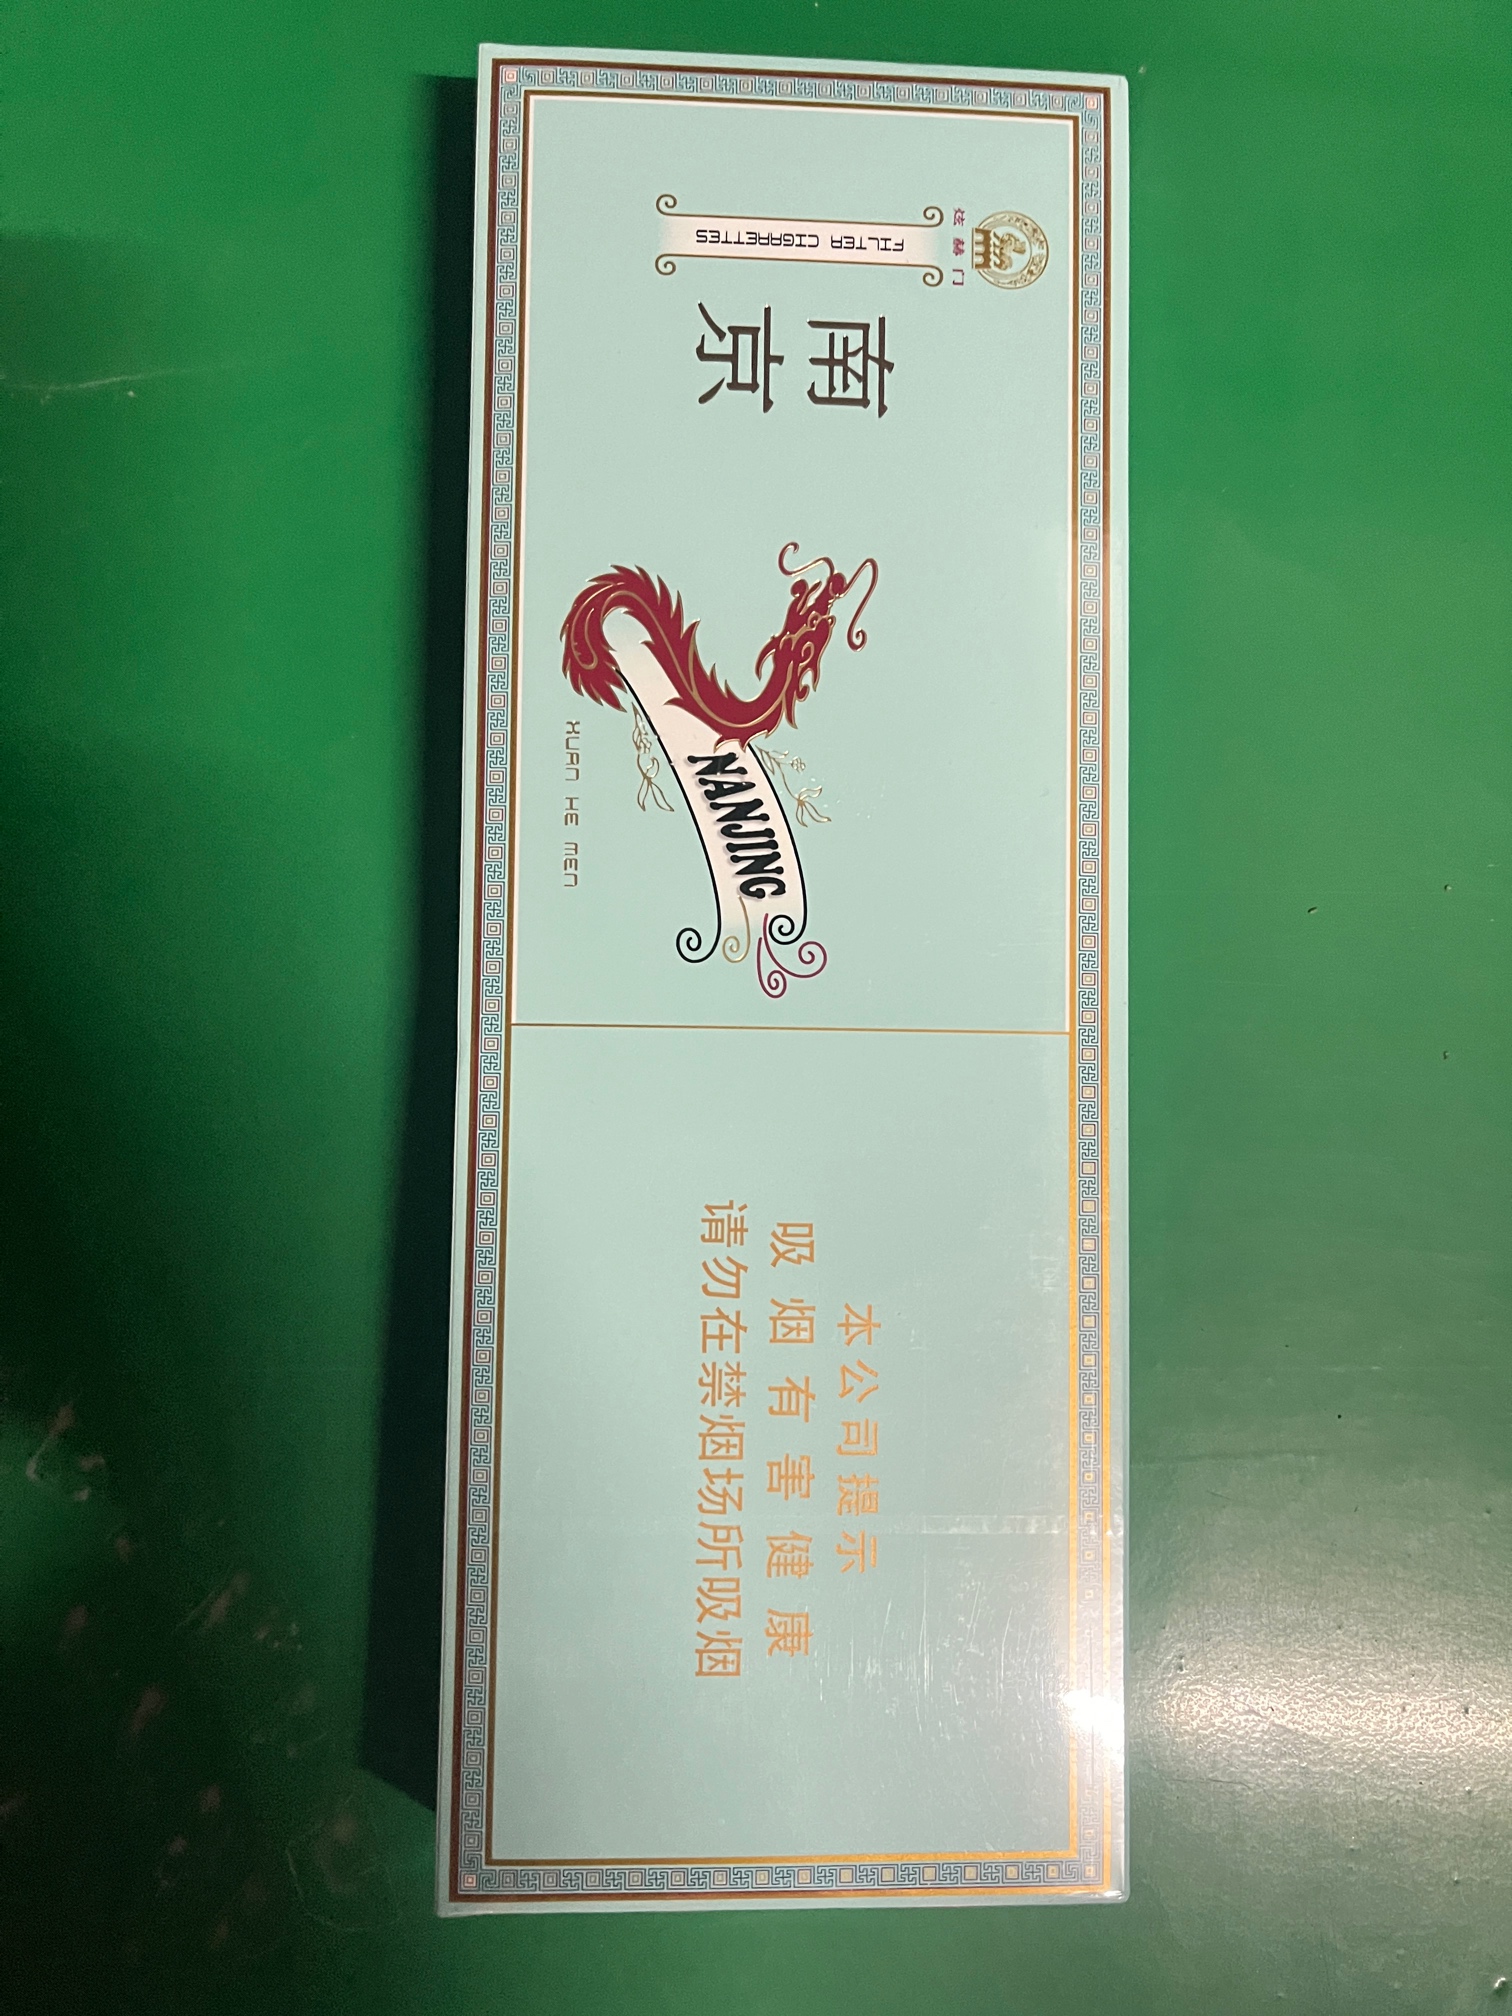 炫赫门
FILTER CIGARETTES
南京
NANJING
XUAN HE MEN
本公司提示
吸烟有害健康
请勿在禁烟场所吸烟